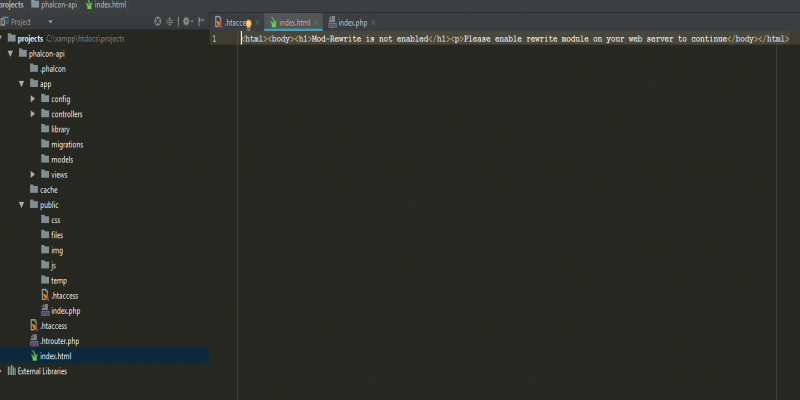 projects phalcon-api index.html
Project
.htaccess index.html index.php
projects C:\xampp\htdocs\projects
1 <html><body><h1>Mod-Rewrite is not enabled</h1><p>Please enable rewrite module on your web server to continue</body></html>
phalcon-api
.phalcon
app
config
controllers
library
migrations
models
views
cache
public
css
files
img
js
temp
.htaccess
index.php
.htaccess
.htrouter.php
index.html
External Libraries